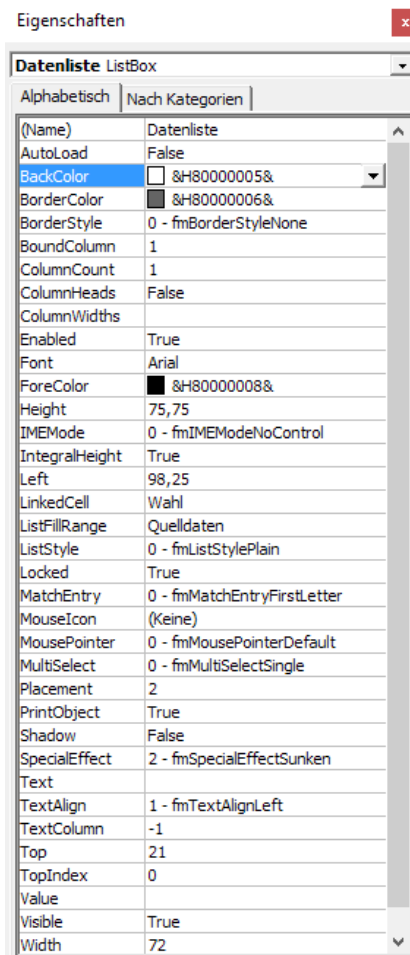 Eigenschaften
x
Datenliste ListBox
Alphabetisch Nach Kategorien
(Name) Datenliste
AutoLoad False
BackColor &H80000005&
BorderColor &H80000006&
BorderStyle 0 - fmBorderStyleNone
BoundColumn 1
ColumnCount 1
ColumnHeads False
ColumnWidths
Enabled True
Font Arial
ForeColor &H80000008&
Height 75,75
IMEMode 0 - fmIMEModeNoControl
IntegralHeight True
Left 98,25
LinkedCell Wahl
ListFillRange Quelldaten
ListStyle 0 - fmListStylePlain
Locked True
MatchEntry 0 - fmMatchEntryFirstLetter
MouseIcon (Keine)
MousePointer 0 - fmMousePointerDefault
MultiSelect 0 - fmMultiSelectSingle
Placement 2
PrintObject True
Shadow False
SpecialEffect 2 - fmSpecialEffectSunken
Text
TextAlign 1 - fmTextAlignLeft
TextColumn -1
Top 21
TopIndex 0
Value
Visible True
Width 72